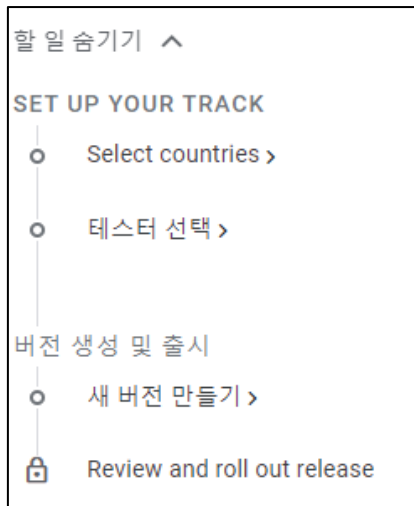 할 일 숨기기
SET UP YOUR TRACK
Select countries
테스터 선택
버전 생성 및 출시
새 버전 만들기
Review and roll out release